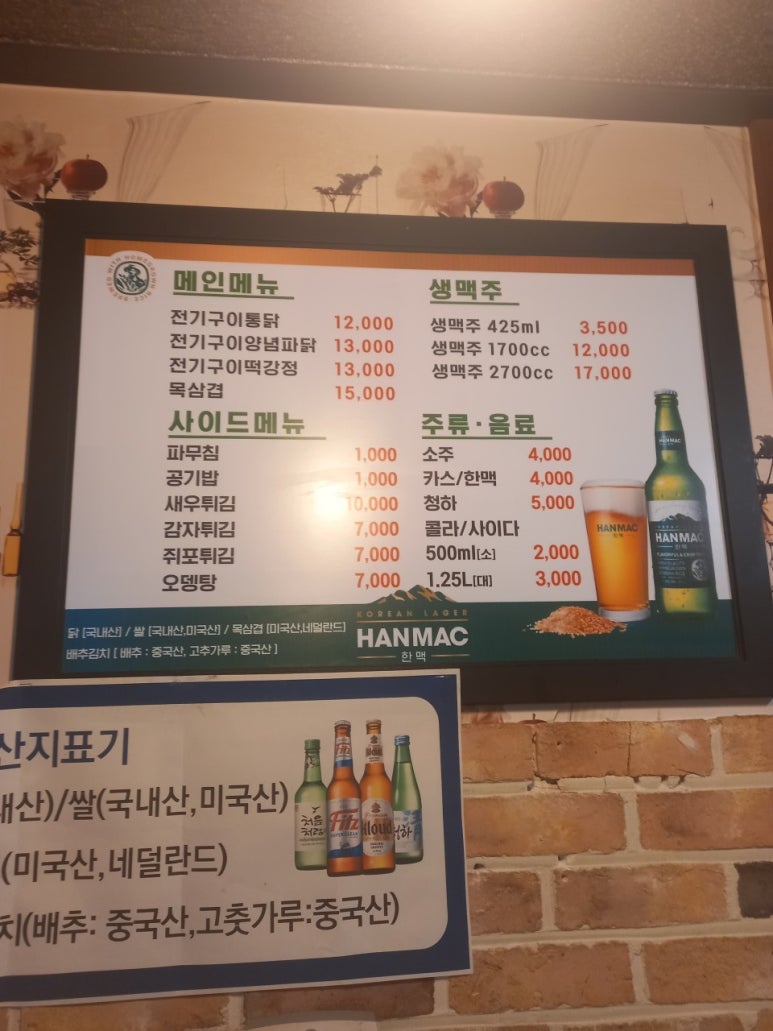 BREWED WITH HOMEGROWN RICE
메인메뉴
전기구이통닭 12,000
전기구이양념파닭 13,000
전기구이떡강정 13,000
목삼겹 15,000
사이드메뉴
파무침 1,000
공기밥 1,000
새우튀김 10,000
감자튀김 7,000
쥐포튀김 7,000
오뎅탕 7,000
생맥주
생맥주 425ml 3,500
생맥주 1700cc 12,000
생맥주 2700cc 17,000
주류·음료
소주 4,000
카스/한맥 4,000
청하 5,000
콜라/사이다
500ml[소] 2,000
1.25L[대] 3,000
HANMAC
한맥
HANMAC
HANMAC
한맥
닭 [국내산] / 쌀 [국내산,미국산] / 목삼겹 [미국산,네덜란드]
배추김치 [ 배추 : 중국산, 고추가루 : 중국산 ]
KOREAN LAGER
HANMAC
한맥
산지표기
내산)/쌀(국내산,미국산)
(미국산,네덜란드)
치(배추: 중국산,고춧가루:중국산)
처음
처럼
Fitz
Kloud
청하